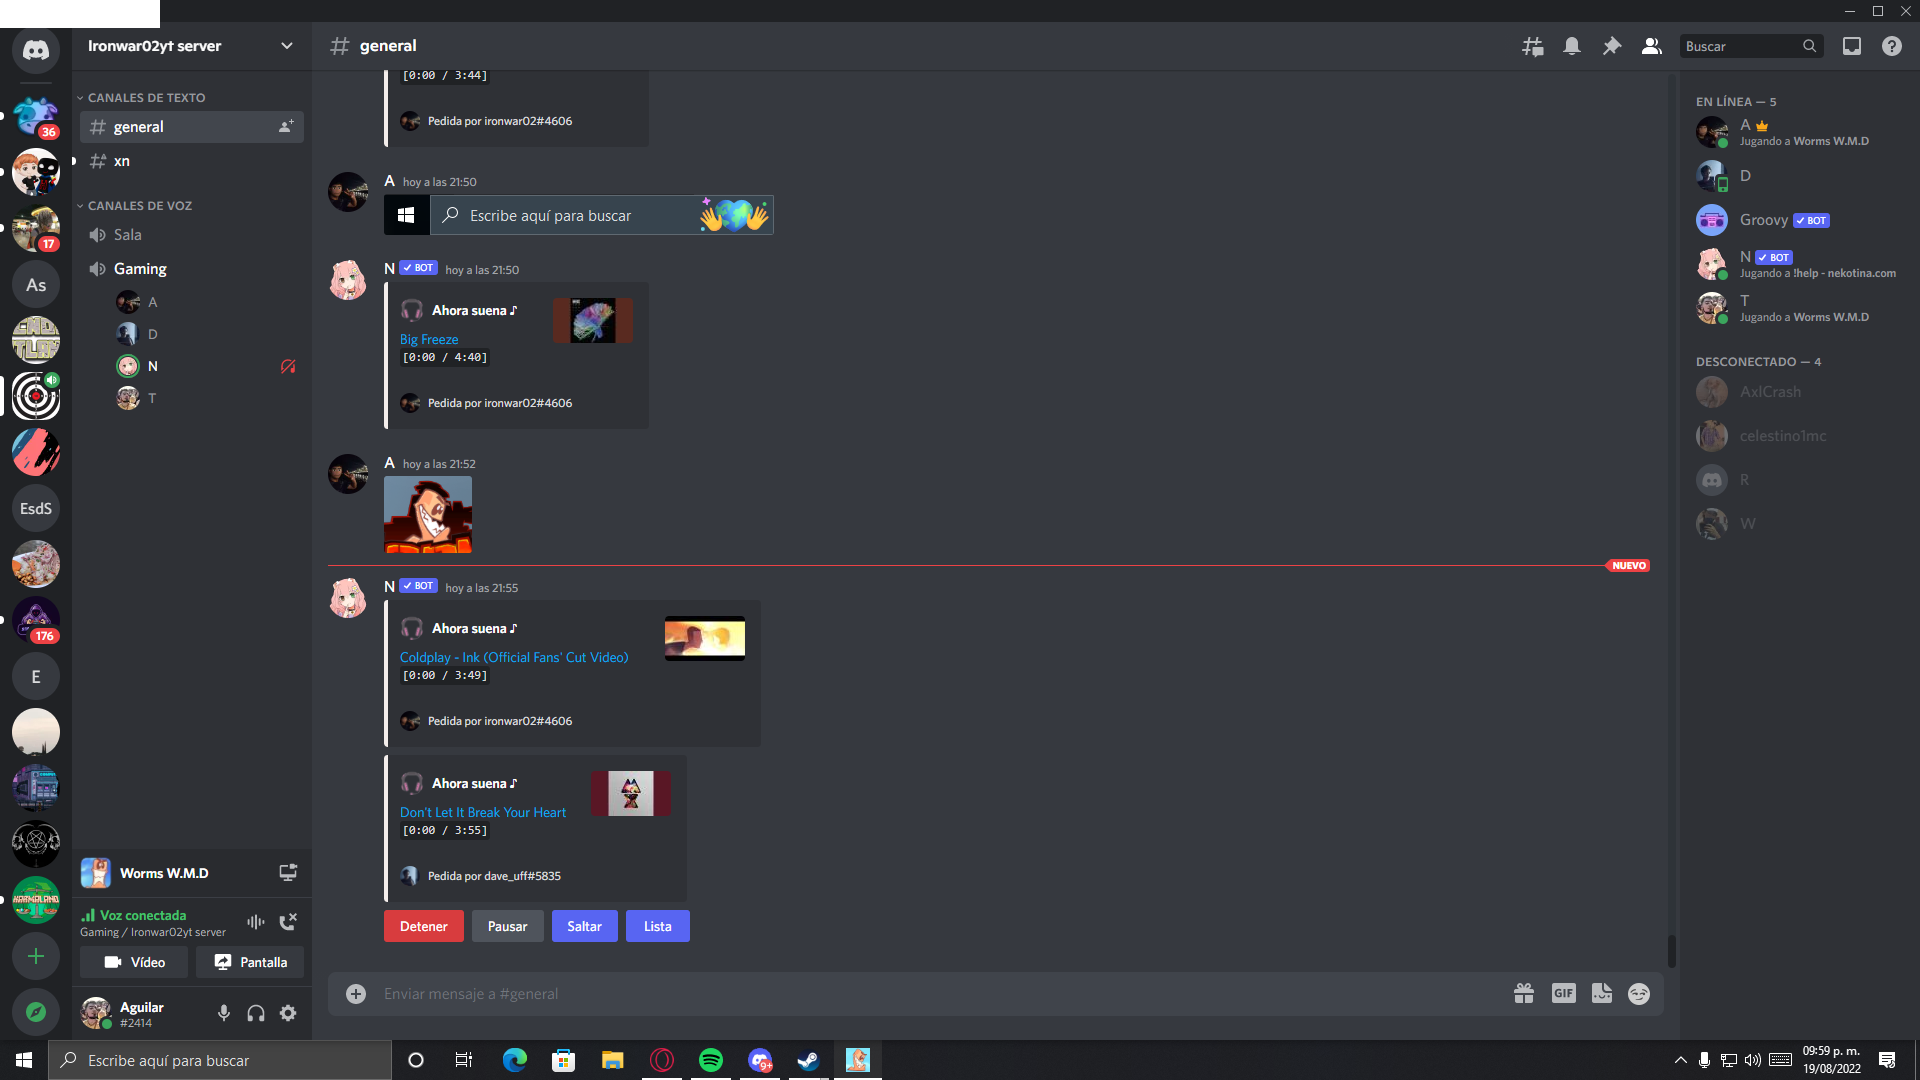 Ironwar02yt server
general
Buscar
CANALES DE TEXTO
general
xn
CANALES DE VOZ
Sala
Gaming
A
D
N
T
36
17
As
EsdS
176
E
KARMALAND
[0:00 / 3:44]
Pedida por ironwar02#4606
A hoy a las 21:50
Escribe aquí para buscar
N BOT hoy a las 21:50
Ahora suena ♪
Big Freeze
[0:00 / 4:40]
Pedida por ironwar02#4606
A hoy a las 21:52
NUEVO
N BOT hoy a las 21:55
Ahora suena ♪
Coldplay - Ink (Official Fans' Cut Video)
[0:00 / 3:49]
Pedida por ironwar02#4606
Ahora suena ♪
Don't Let It Break Your Heart
[0:00 / 3:55]
Pedida por dave_uff#5835
Detener Pausar Saltar Lista
Enviar mensaje a #general
GIF
EN LÍNEA — 5
A
Jugando a Worms W.M.D
D
Groovy BOT
N BOT
Jugando a !help - nekotina.com
T
Jugando a Worms W.M.D
DESCONECTADO — 4
AxlCrash
celestino1mc
R
W
Worms W.M.D
Voz conectada
Gaming / Ironwar02yt server
Vídeo Pantalla
Aguilar
#2414
Escribe aquí para buscar
9+
09:59 p. m.
19/08/2022